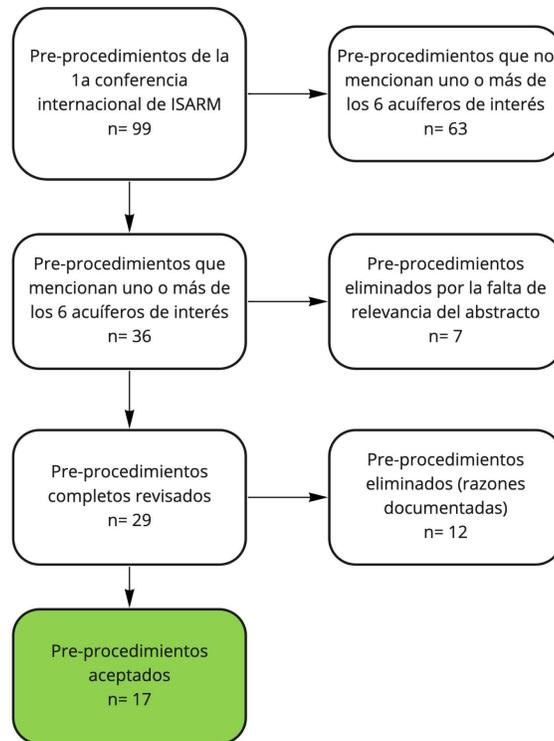 Pre-procedimientos de la
1a conferencia
internacional de ISARM
n= 99
Pre-procedimientos que no
mencionan uno o más de
los 6 acuíferos de interés
n= 63
Pre-procedimientos que
mencionan uno o más de
los 6 acuíferos de interés
n= 36
Pre-procedimientos
eliminados por la falta de
relevancia del abstracto
n= 7
Pre-procedimientos
completos revisados
n= 29
Pre-procedimientos
eliminados (razones
documentadas)
n= 12
Pre-procedimientos
aceptados
n= 17